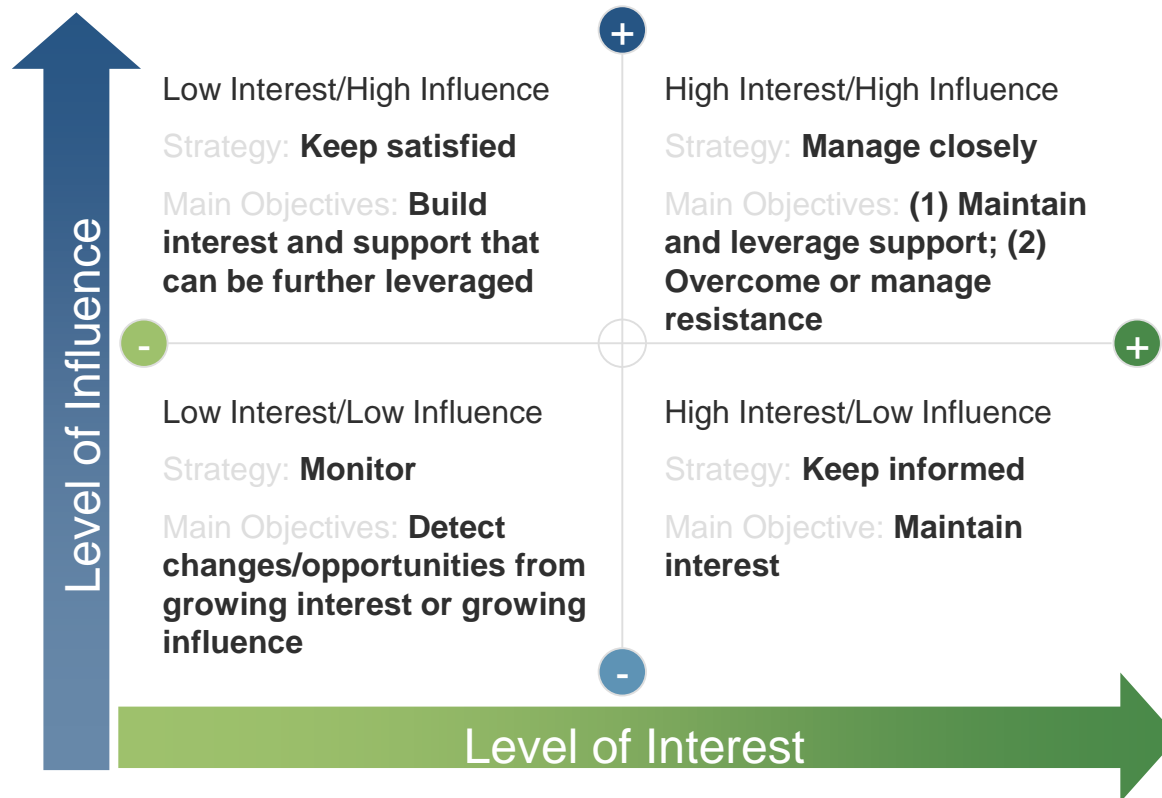 +
Low Interest/High Influence
Strategy: Keep satisfied
Main Objectives: Build
interest and support that
can be further leveraged
High Interest/High Influence
Strategy: Manage closely
Main Objectives: (1) Maintain
and leverage support; (2)
Overcome or manage
resistance
-
+
Low Interest/Low Influence
Strategy: Monitor
Main Objectives: Detect
changes/opportunities from
growing interest or growing
influence
High Interest/Low Influence
Strategy: Keep informed
Main Objective: Maintain
interest
-
Level of Influence
Level of Interest